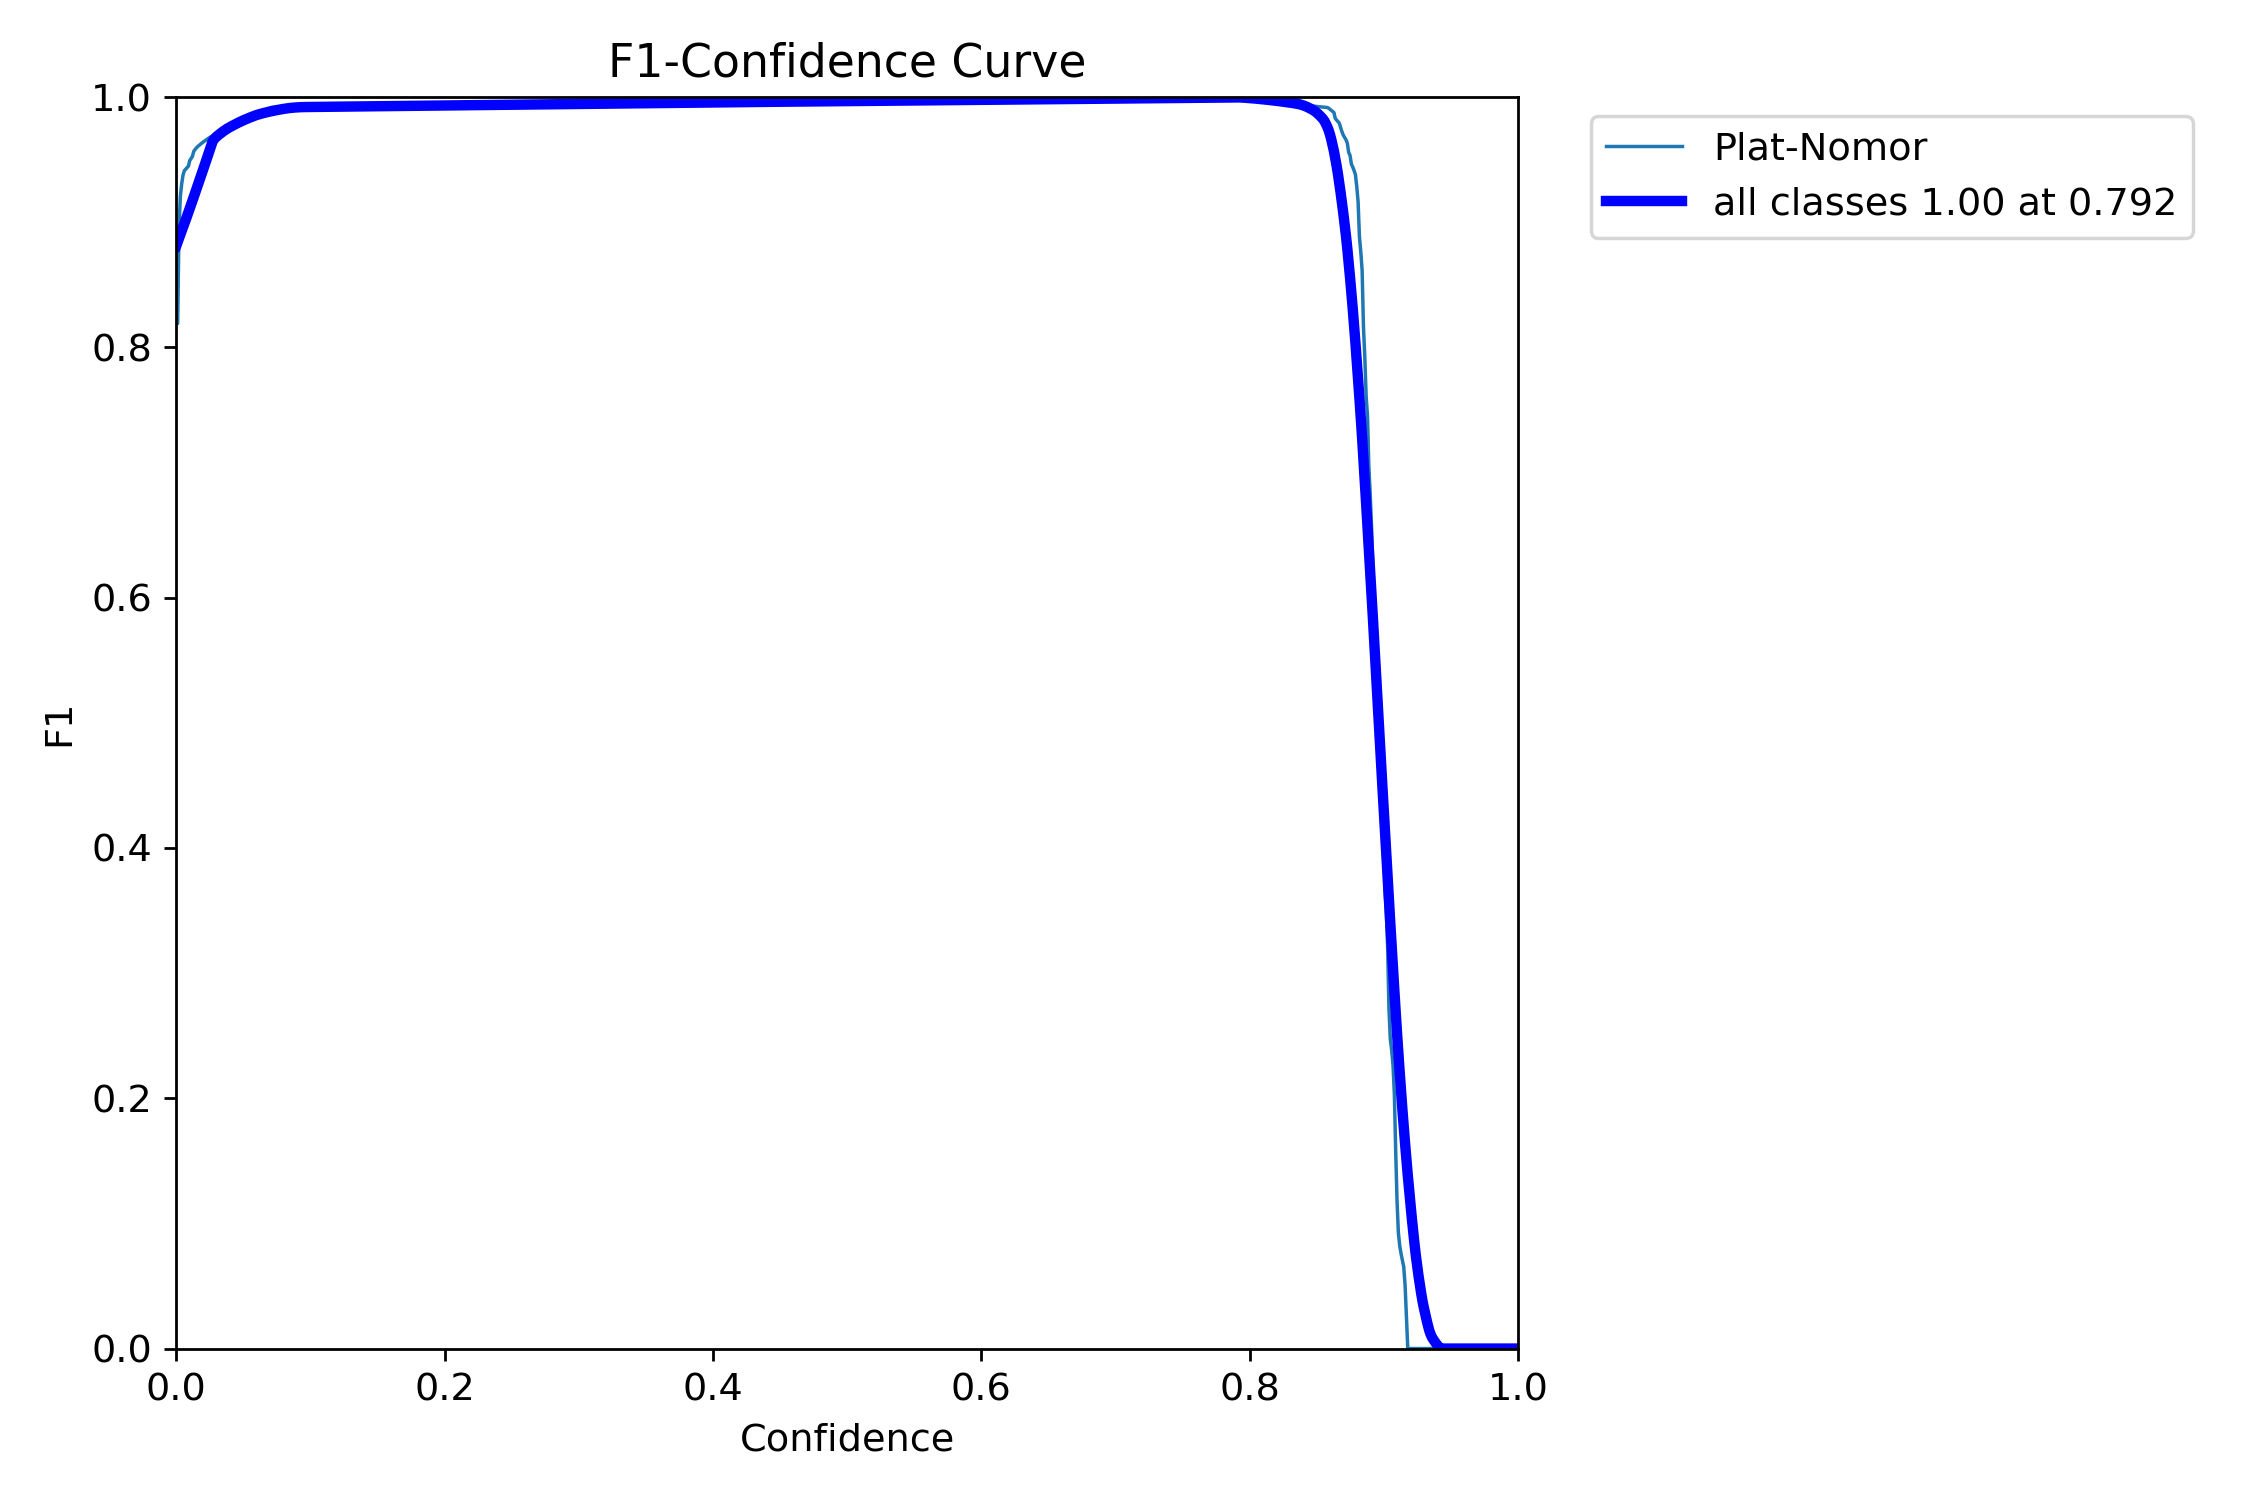 F1-Confidence Curve
1.0
0.8
0.6
0.4
0.2
0.0
F1
0.0 0.2 0.4 0.6 0.8 1.0
Confidence
Plat-Nomor
all classes 1.00 at 0.792